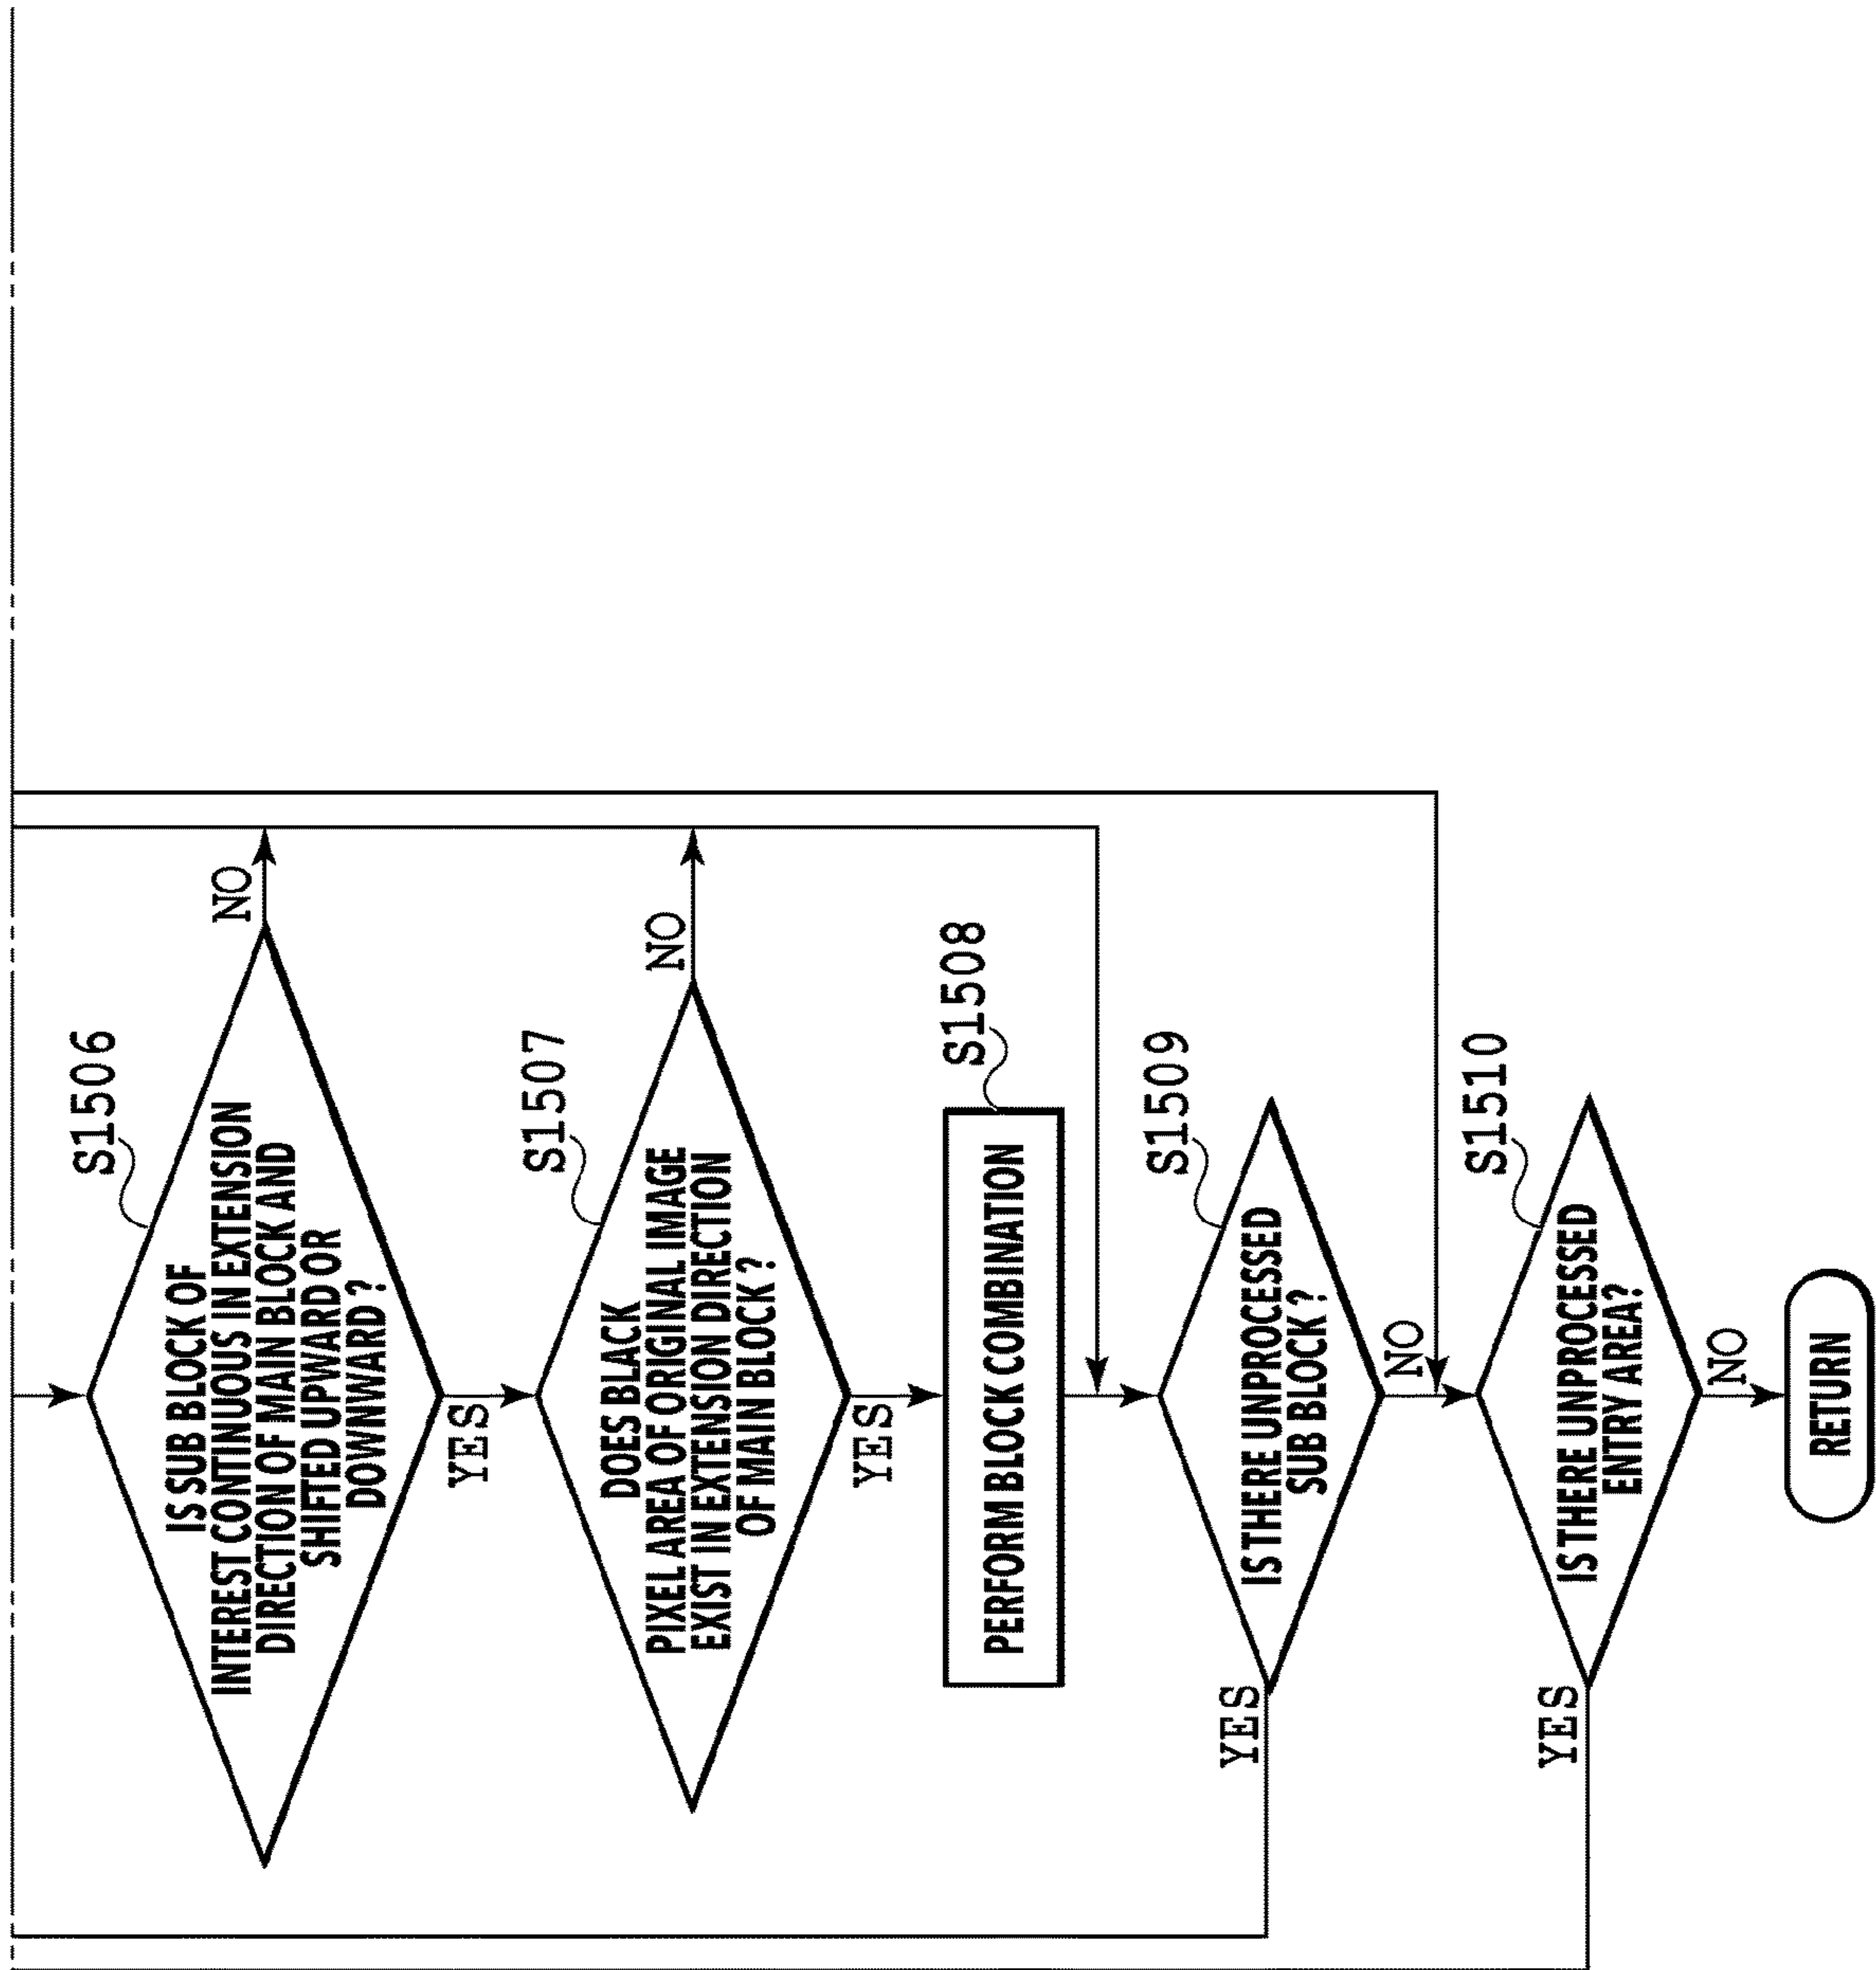 S1506
IS SUB BLOCK OF
INTEREST CONTINUOUS IN EXTENSION
DIRECTION OF MAIN BLOCK AND
SHIFTED UPWARD OR
DOWNWARD ?
NO
YES
S1507
DOES BLACK
PIXEL AREA OF ORIGINAL IMAGE
EXIST IN EXTENSION DIRECTION
OF MAIN BLOCK ?
NO
YES
S1508
PERFORM BLOCK COMBINATION
S1509
IS THERE UNPROCESSED
SUB BLOCK ?
YES
NO
S1510
IS THERE UNPROCESSED
ENTRY AREA?
YES
NO
RETURN